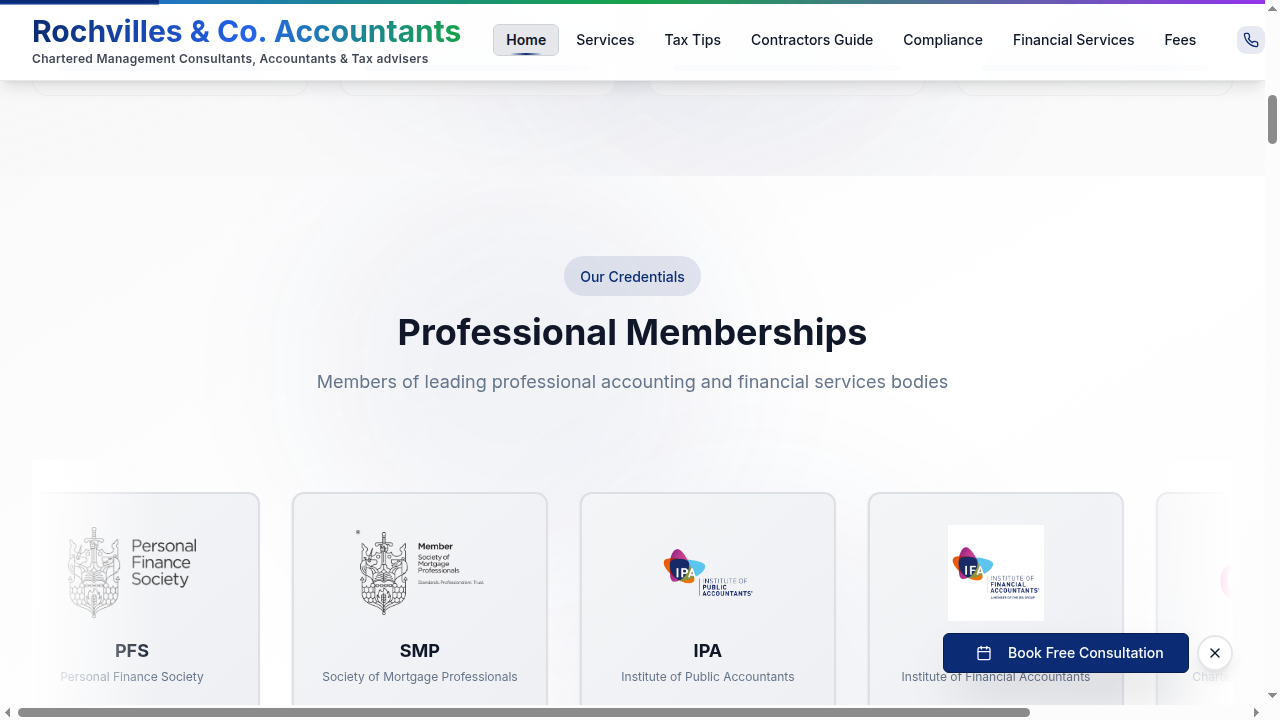 Rochvilles & Co. Accountants
Chartered Management Consultants, Accountants & Tax advisers
Home
Services
Tax Tips
Contractors Guide
Compliance
Financial Services
Fees
Our Credentials
Professional Memberships
Members of leading professional accounting and financial services bodies
Personal
Finance
Society
Member
Society of
Mortgage
Professionals
Standards. Professionalism. Trust.
IPA
INSTITUTE OF
PUBLIC
ACCOUNTANTS
IFA
INSTITUTE OF
FINANCIAL
ACCOUNTANTS
A MEMBER OF THE IPA GROUP
PFS
SMP
IPA
Personal Finance Society
Society of Mortgage Professionals
Institute of Public Accountants
Institute of Financial Accountants
Book Free Consultation